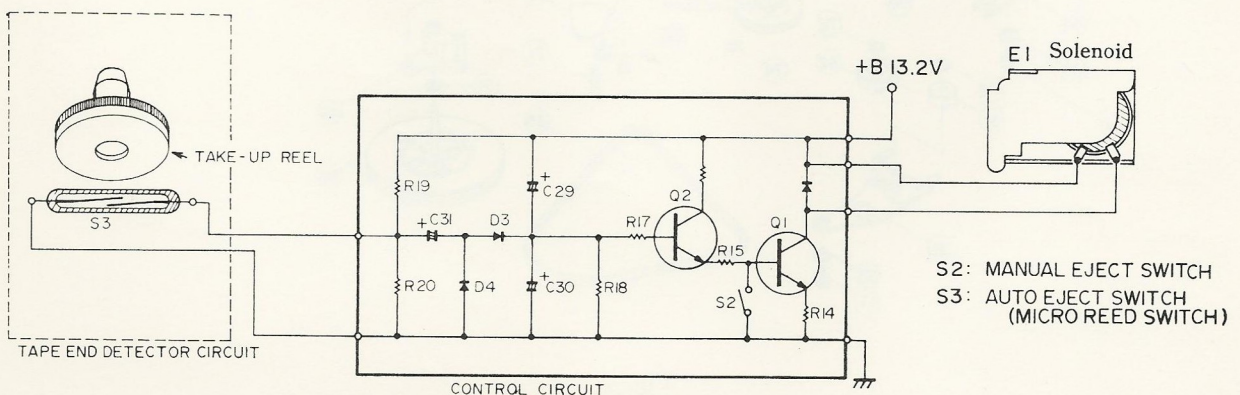 E1 Solenoid
+B 13.2V
TAKE-UP REEL
S3
R19
+
C31
D3
+
C29
R20
D4
+
C30
R18
R17
Q2
R15
Q1
S2
R14
S2: MANUAL EJECT SWITCH
S3: AUTO EJECT SWITCH
(MICRO REED SWITCH)
TAPE END DETECTOR CIRCUIT
CONTROL CIRCUIT